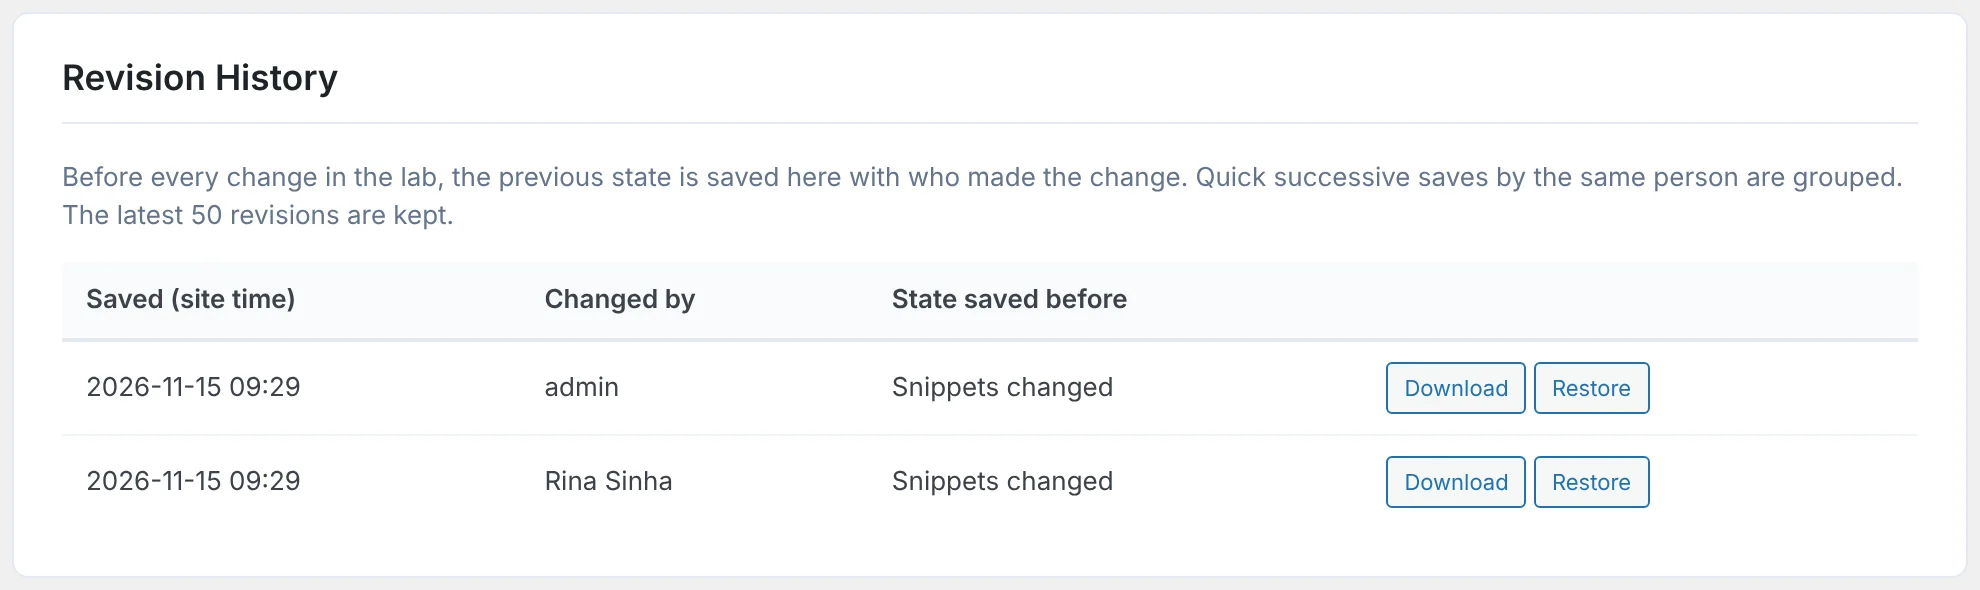 Revision History
Before every change in the lab, the previous state is saved here with who made the change. Quick successive saves by the same person are grouped.
The latest 50 revisions are kept.
Saved (site time) Changed by State saved before
2026-11-15 09:29 admin Snippets changed Download Restore
2026-11-15 09:29 Rina Sinha Snippets changed Download Restore